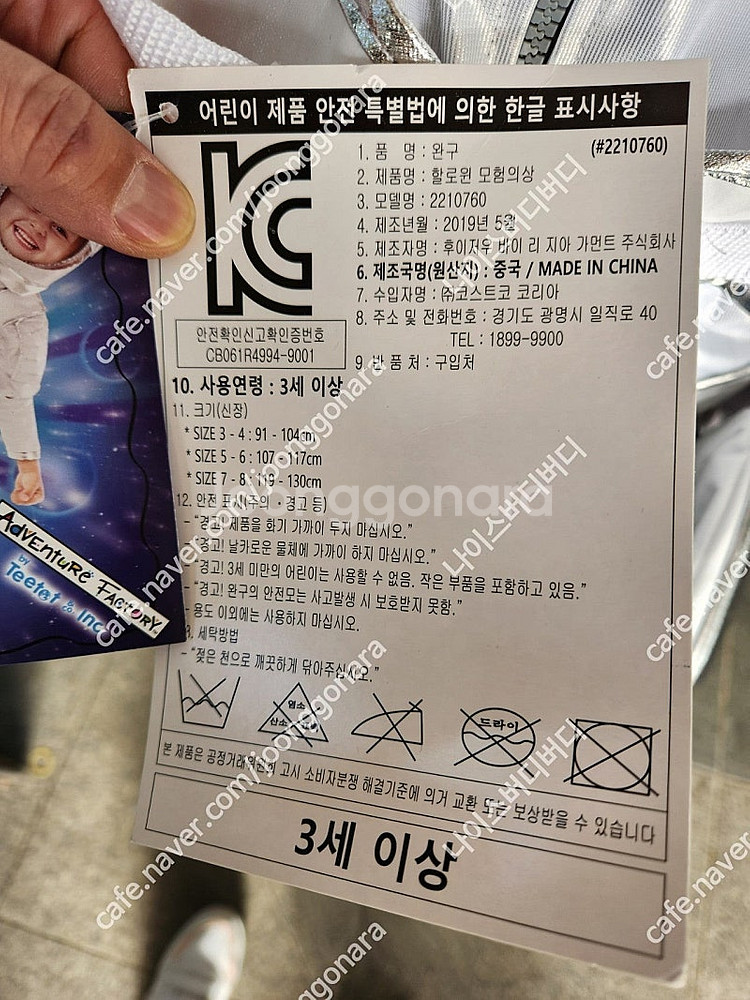 어린이 제품 안전 특별법에 의한 한글 표시사항
(#2210760)
1. 품 명 : 완구
2. 제품명 : 할로윈 모험의상
3. 모델명 : 2210760
4. 제조년월 : 2019년 5월
5. 제조자명 : 후이저우 바이 리 지아 가먼트 주식회사
6. 제조국명(원산지) : 중국 / MADE IN CHINA
7. 수입자명 : ㈜코스트코 코리아
8. 주소 및 전화번호 : 경기도 광명시 일직로 40
TEL : 1899-9900
9. 반 품 처 : 구입처
안전확인신고확인증번호
CB061R4994-9001
10. 사용연령 : 3세 이상
11. 크기(신장)
* SIZE 3 - 4 : 91 - 104cm
* SIZE 5 - 6 : 107 - 117cm
* SIZE 7 - 8 : 119 - 130cm
12. 안전 표시(주의 · 경고 등)
- "경고! 제품을 화기 가까이 두지 마십시오."
- "경고! 날카로운 물체에 가까이 하지 마십시오."
- "경고! 3세 미만의 어린이는 사용할 수 없음. 작은 부품을 포함하고 있음."
- "경고! 완구의 안전모는 사고발생 시 보호받지 못함."
- 용도 이외에는 사용하지 마십시오.
13. 세탁방법
- "젖은 천으로 깨끗하게 닦아주십시오."
염소
산소
드라이
본 제품은 공정거래위원회 고시 소비자분쟁 해결기준에 의거 교환 또는 보상받을 수 있습니다
3세 이상
ADVENTURE FACTORY
by Teetot & Co. Inc.
joonggonara
cafe.naver.com/joonggonara
나이스버디버디